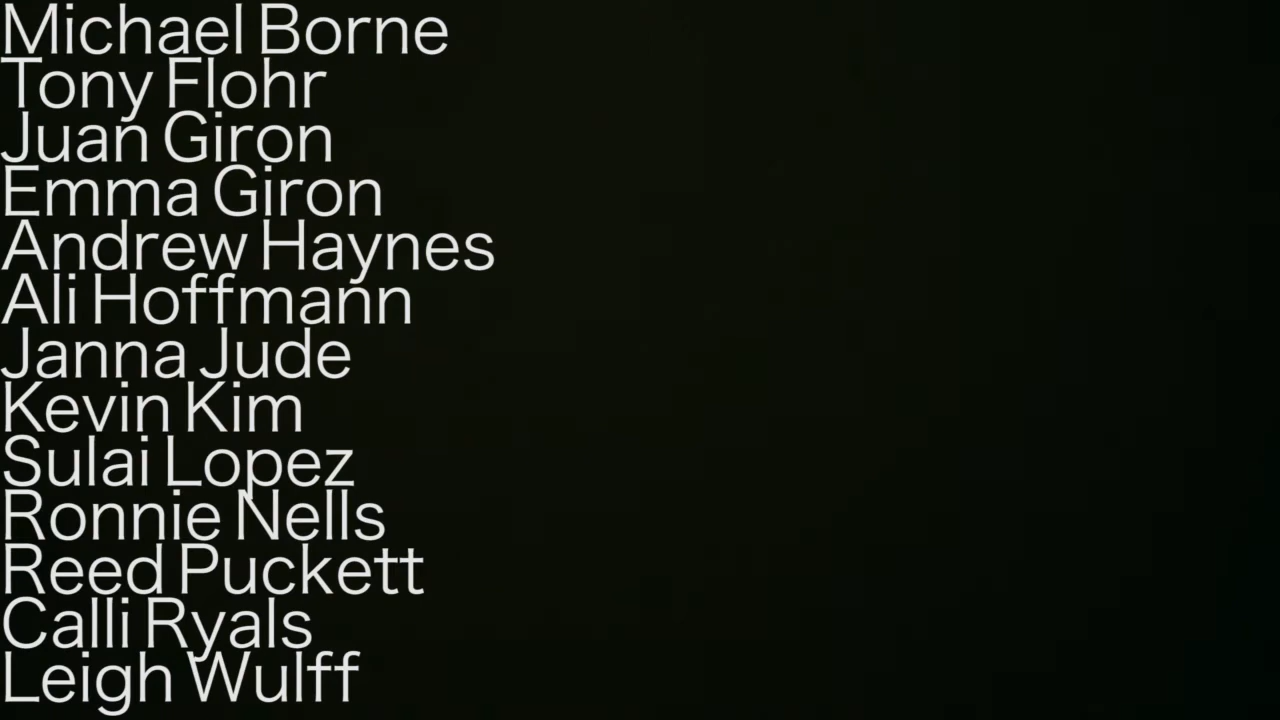 Michael Borne
Tony Flohr
Juan Giron
Emma Giron
Andrew Haynes
Ali Hoffmann
Janna Jude
Kevin Kim
Sulai Lopez
Ronnie Nells
Reed Puckett
Calli Ryals
Leigh Wulff